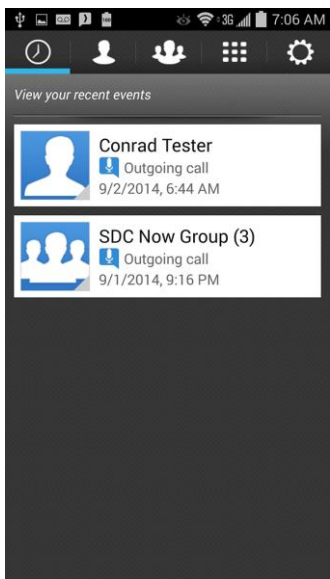 3G 7:06 AM
View your recent events
Conrad Tester
Outgoing call
9/2/2014, 6:44 AM
SDC Now Group (3)
Outgoing call
9/1/2014, 9:16 PM